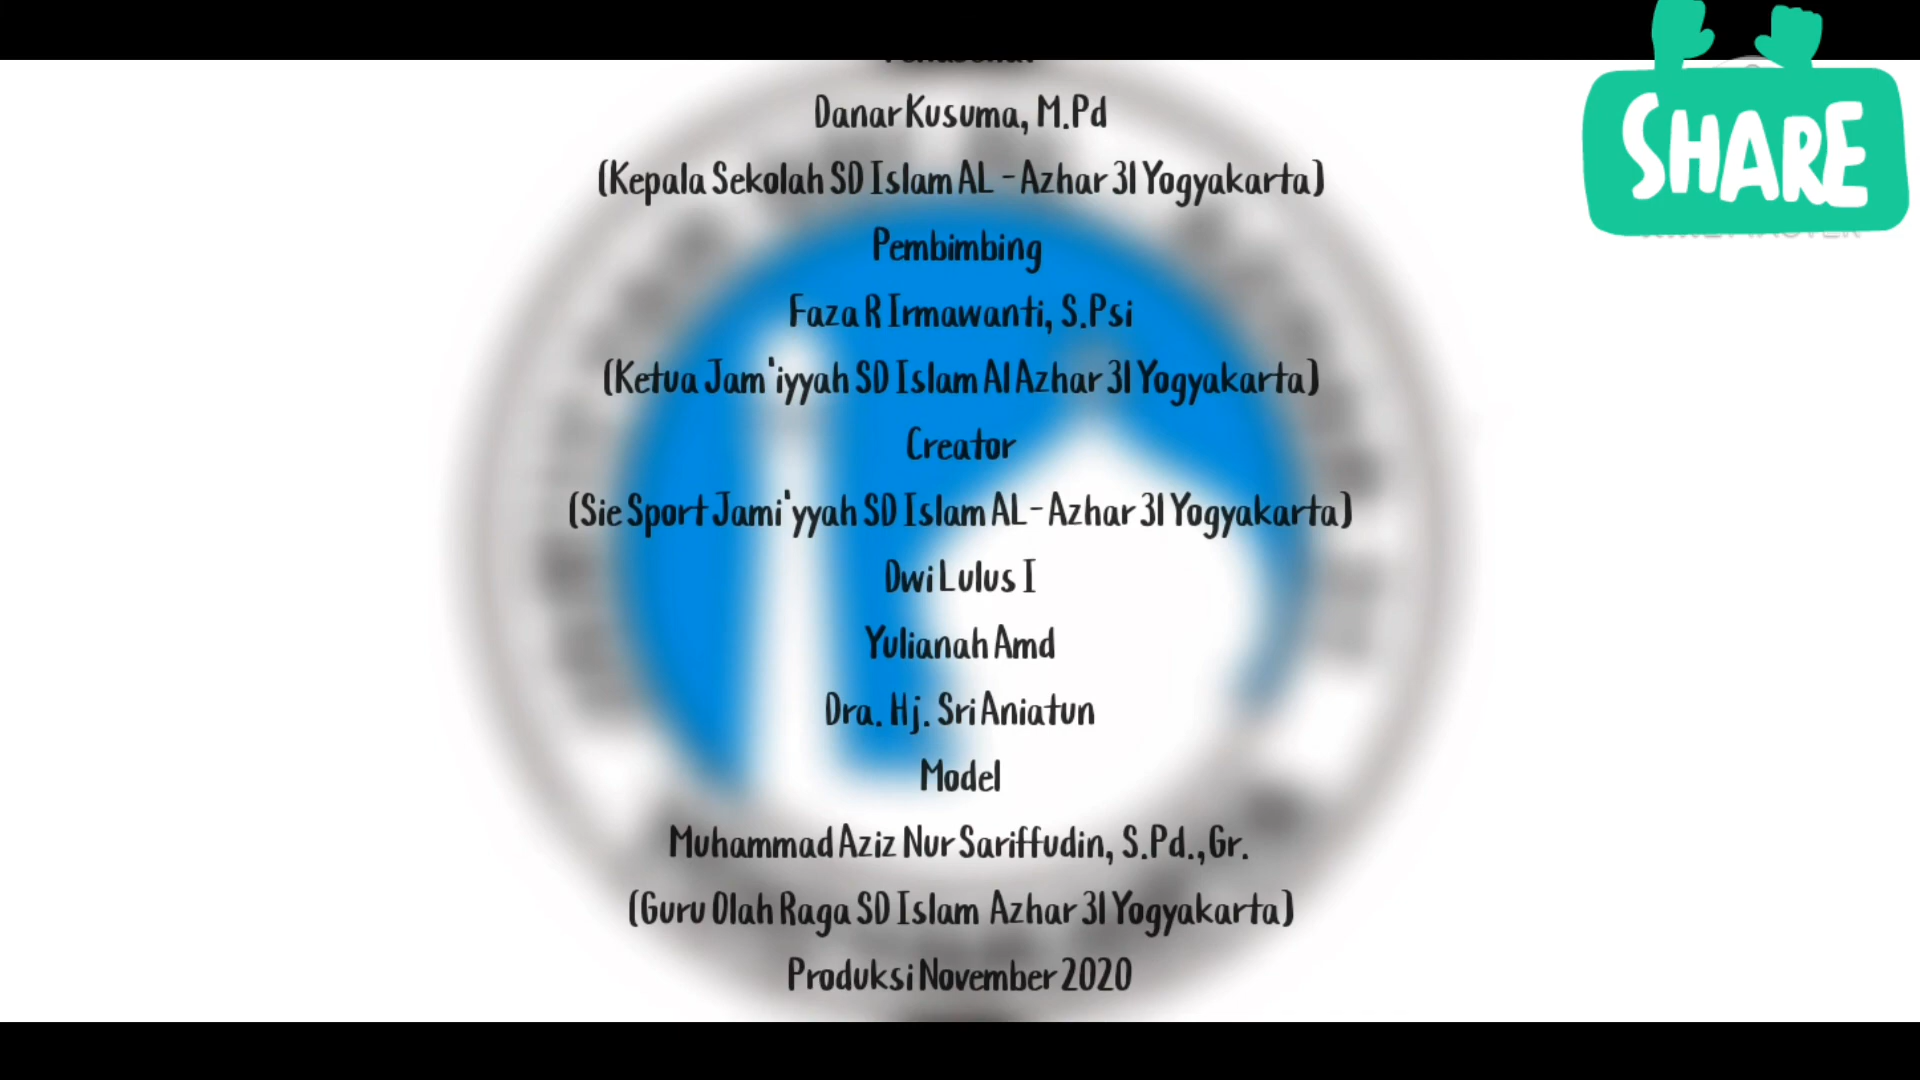 Danar Kusuma, M.Pd
SHARE
(Kepala Sekolah SD Islam AL - Azhar 31 Yogyakarta)
Pembimbing
Faza R Irmawanti, S.Psi
(Ketua Jam'iyyah SD Islam Al Azhar 31 Yogyakarta)
Creator
(Sie Sport Jami'yyah SD Islam AL- Azhar 31 Yogyakarta)
Dwi Lulus I
Yulianah Amd
Dra. Hj. Sri Aniatun
Model
Muhammad Aziz Nur Sariffudin, S.Pd.,Gr.
(Guru Olah Raga SD Islam Azhar 31 Yogyakarta)
Produksi November 2020